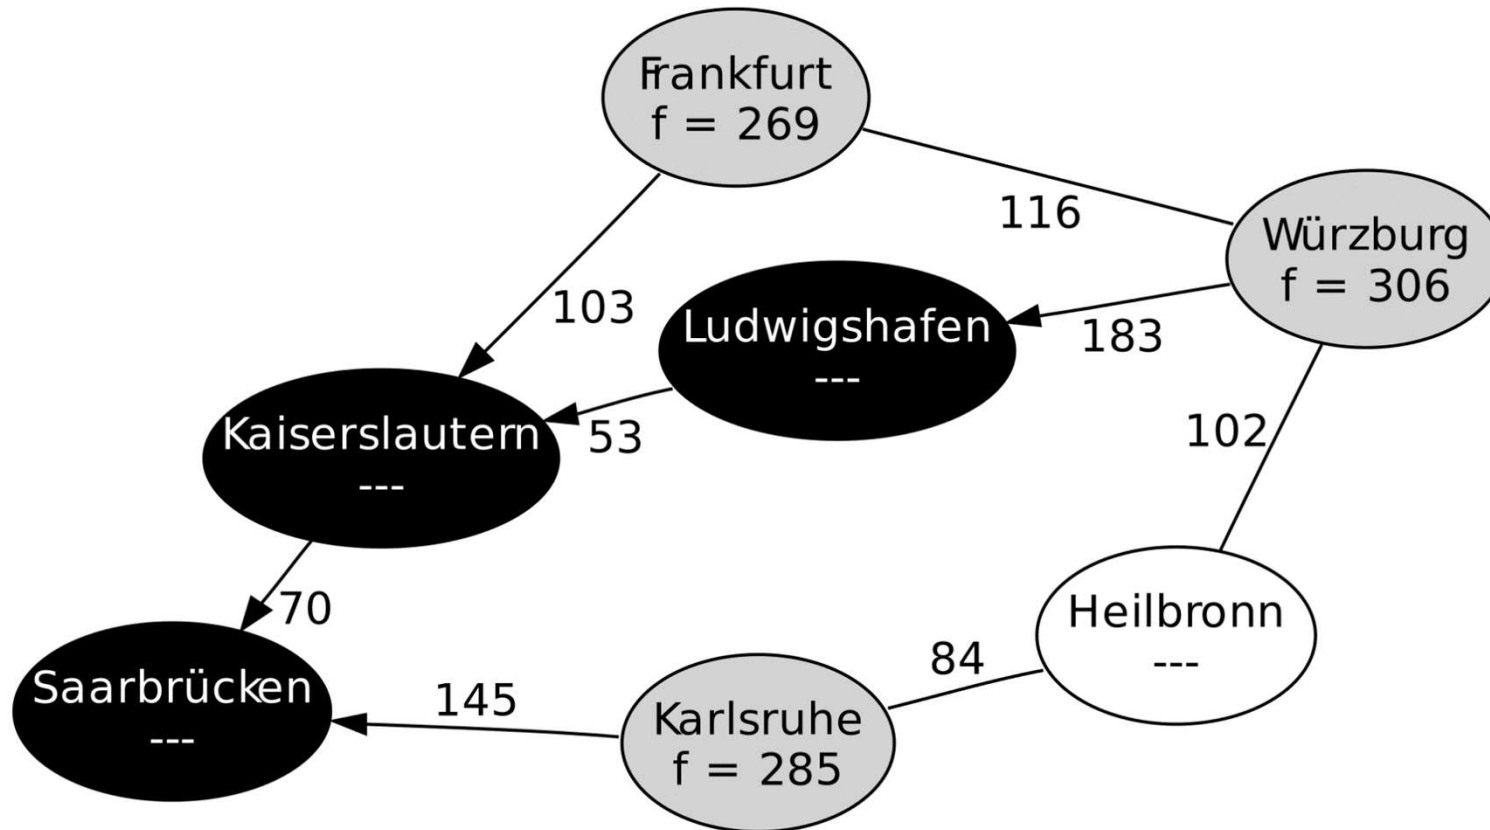 Frankfurt
f = 269
116
Würzburg
f = 306
103
Ludwigshafen
---
183
Kaiserslautern
---
53
102
70
Heilbronn
---
84
Saarbrücken
---
145
Karlsruhe
f = 285